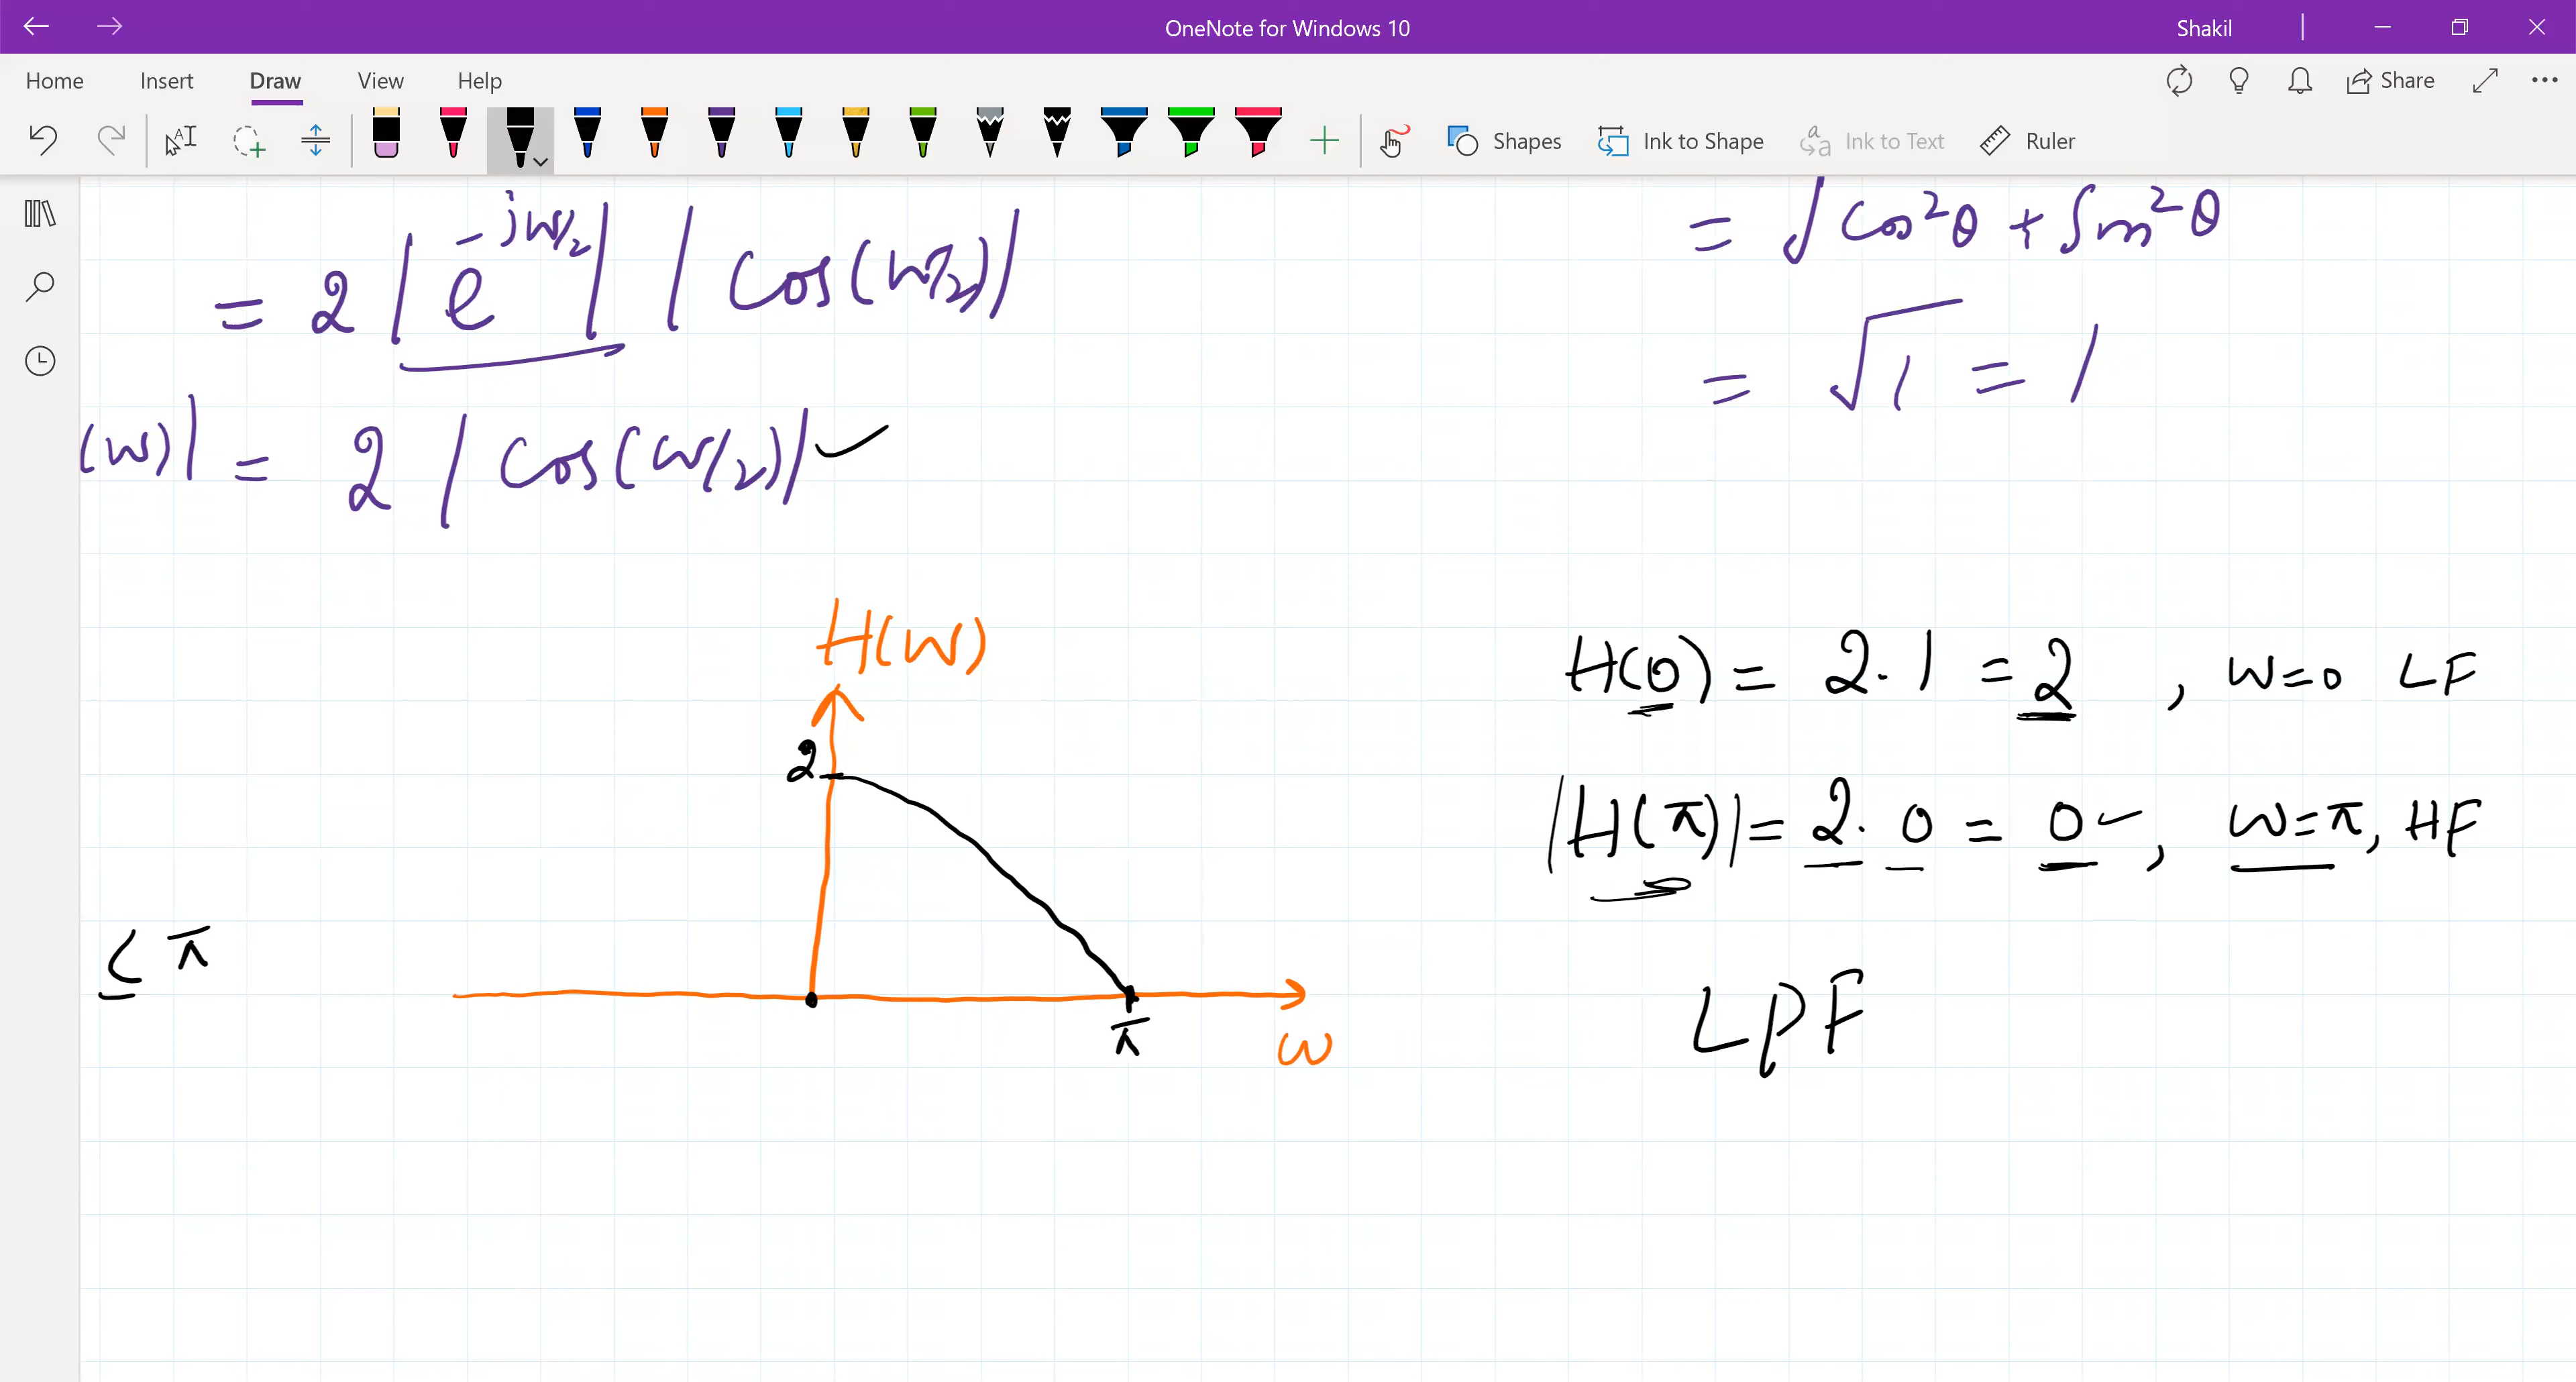 OneNote for Windows 10
Shakil
Home Insert Draw View Help
Share
Shapes Ink to Shape Ink to Text Ruler
= 2 |e^-jw/2| |Cos(w/2)|
(w)| = 2 |Cos(w/2)|
= √Cos²θ + Sin²θ
= √1 = 1
H(w)
2
π
w
≤ π
H(0) = 2.1 = 2 , w=0 LF
|H(π)| = 2.0 = 0 , w=π, HF
LPF